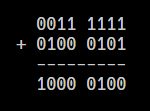 0011 1111
+ 0100 0101
---------
1000 0100